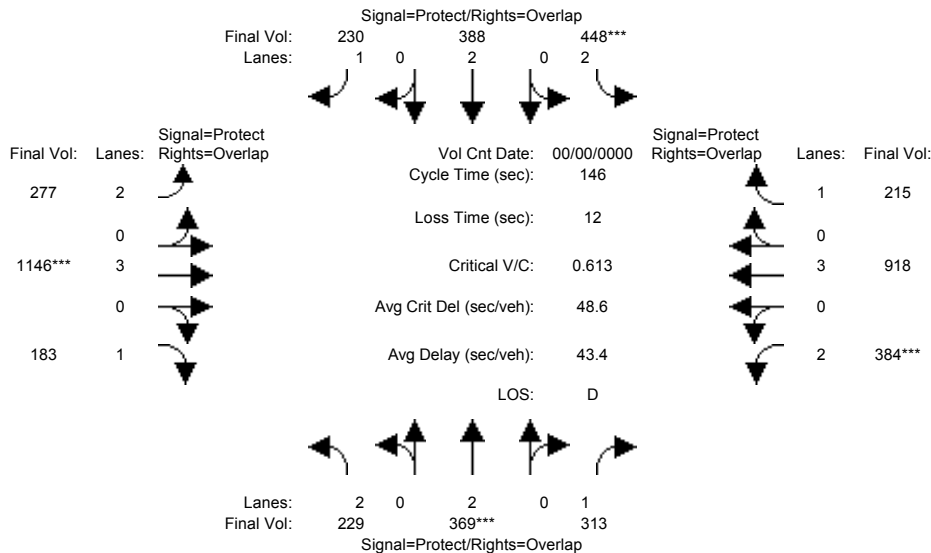 Signal=Protect/Rights=Overlap
Final Vol: 230 388 448***
Lanes: 1 0 2 0 2
Signal=Protect Signal=Protect
Final Vol: Lanes: Rights=Overlap Vol Cnt Date: 00/00/0000 Rights=Overlap Lanes: Final Vol:
Cycle Time (sec): 146
277 2 1 215
Loss Time (sec): 12
0 0
1146*** 3 Critical V/C: 0.613 3 918
0 Avg Crit Del (sec/veh): 48.6 0
183 1 Avg Delay (sec/veh): 43.4 2 384***
LOS: D
Lanes: 2 0 2 0 1
Final Vol: 229 369*** 313
Signal=Protect/Rights=Overlap